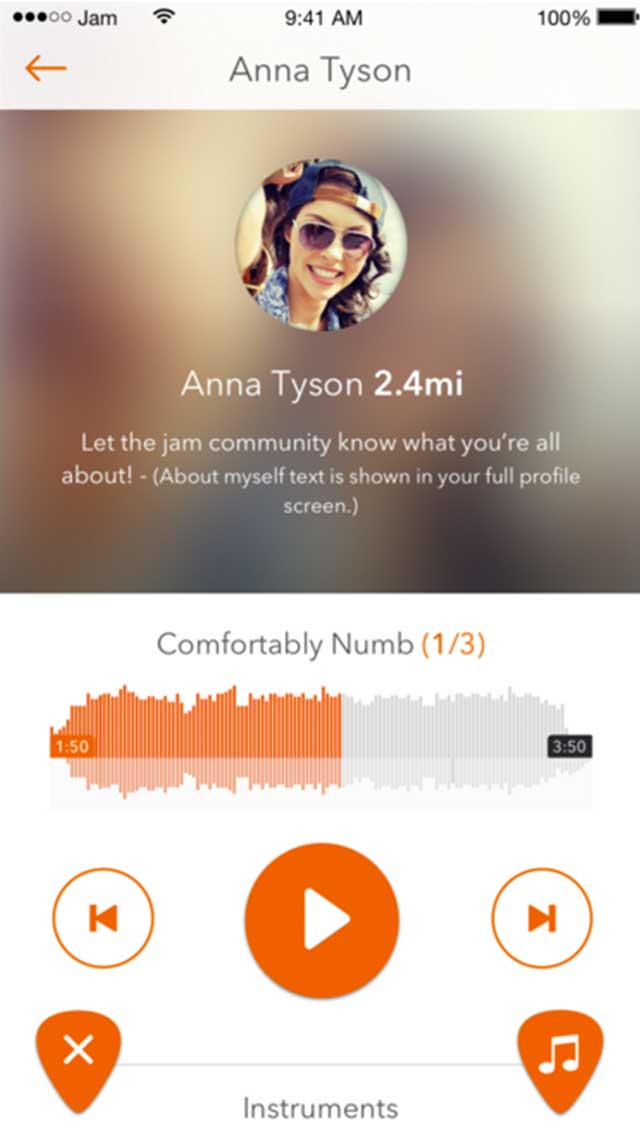 Jam 9:41 AM 100%
Anna Tyson
Anna Tyson 2.4mi
Let the jam community know what you're all
about! - (About myself text is shown in your full profile
screen.)
Comfortably Numb (1/3)
1:50 3:50
Instruments